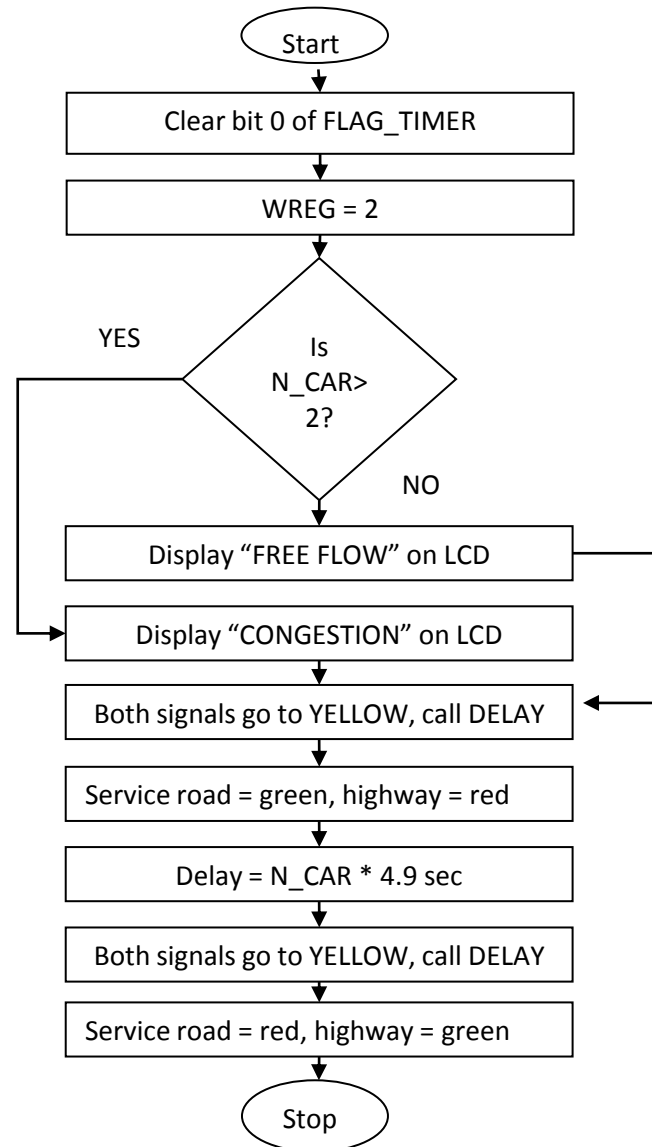 Start
Clear bit 0 of FLAG_TIMER
WREG = 2
YES
Is
N_CAR>
2?
NO
Display “FREE FLOW” on LCD
Display “CONGESTION” on LCD
Both signals go to YELLOW, call DELAY
Service road = green, highway = red
Delay = N_CAR * 4.9 sec
Both signals go to YELLOW, call DELAY
Service road = red, highway = green
Stop